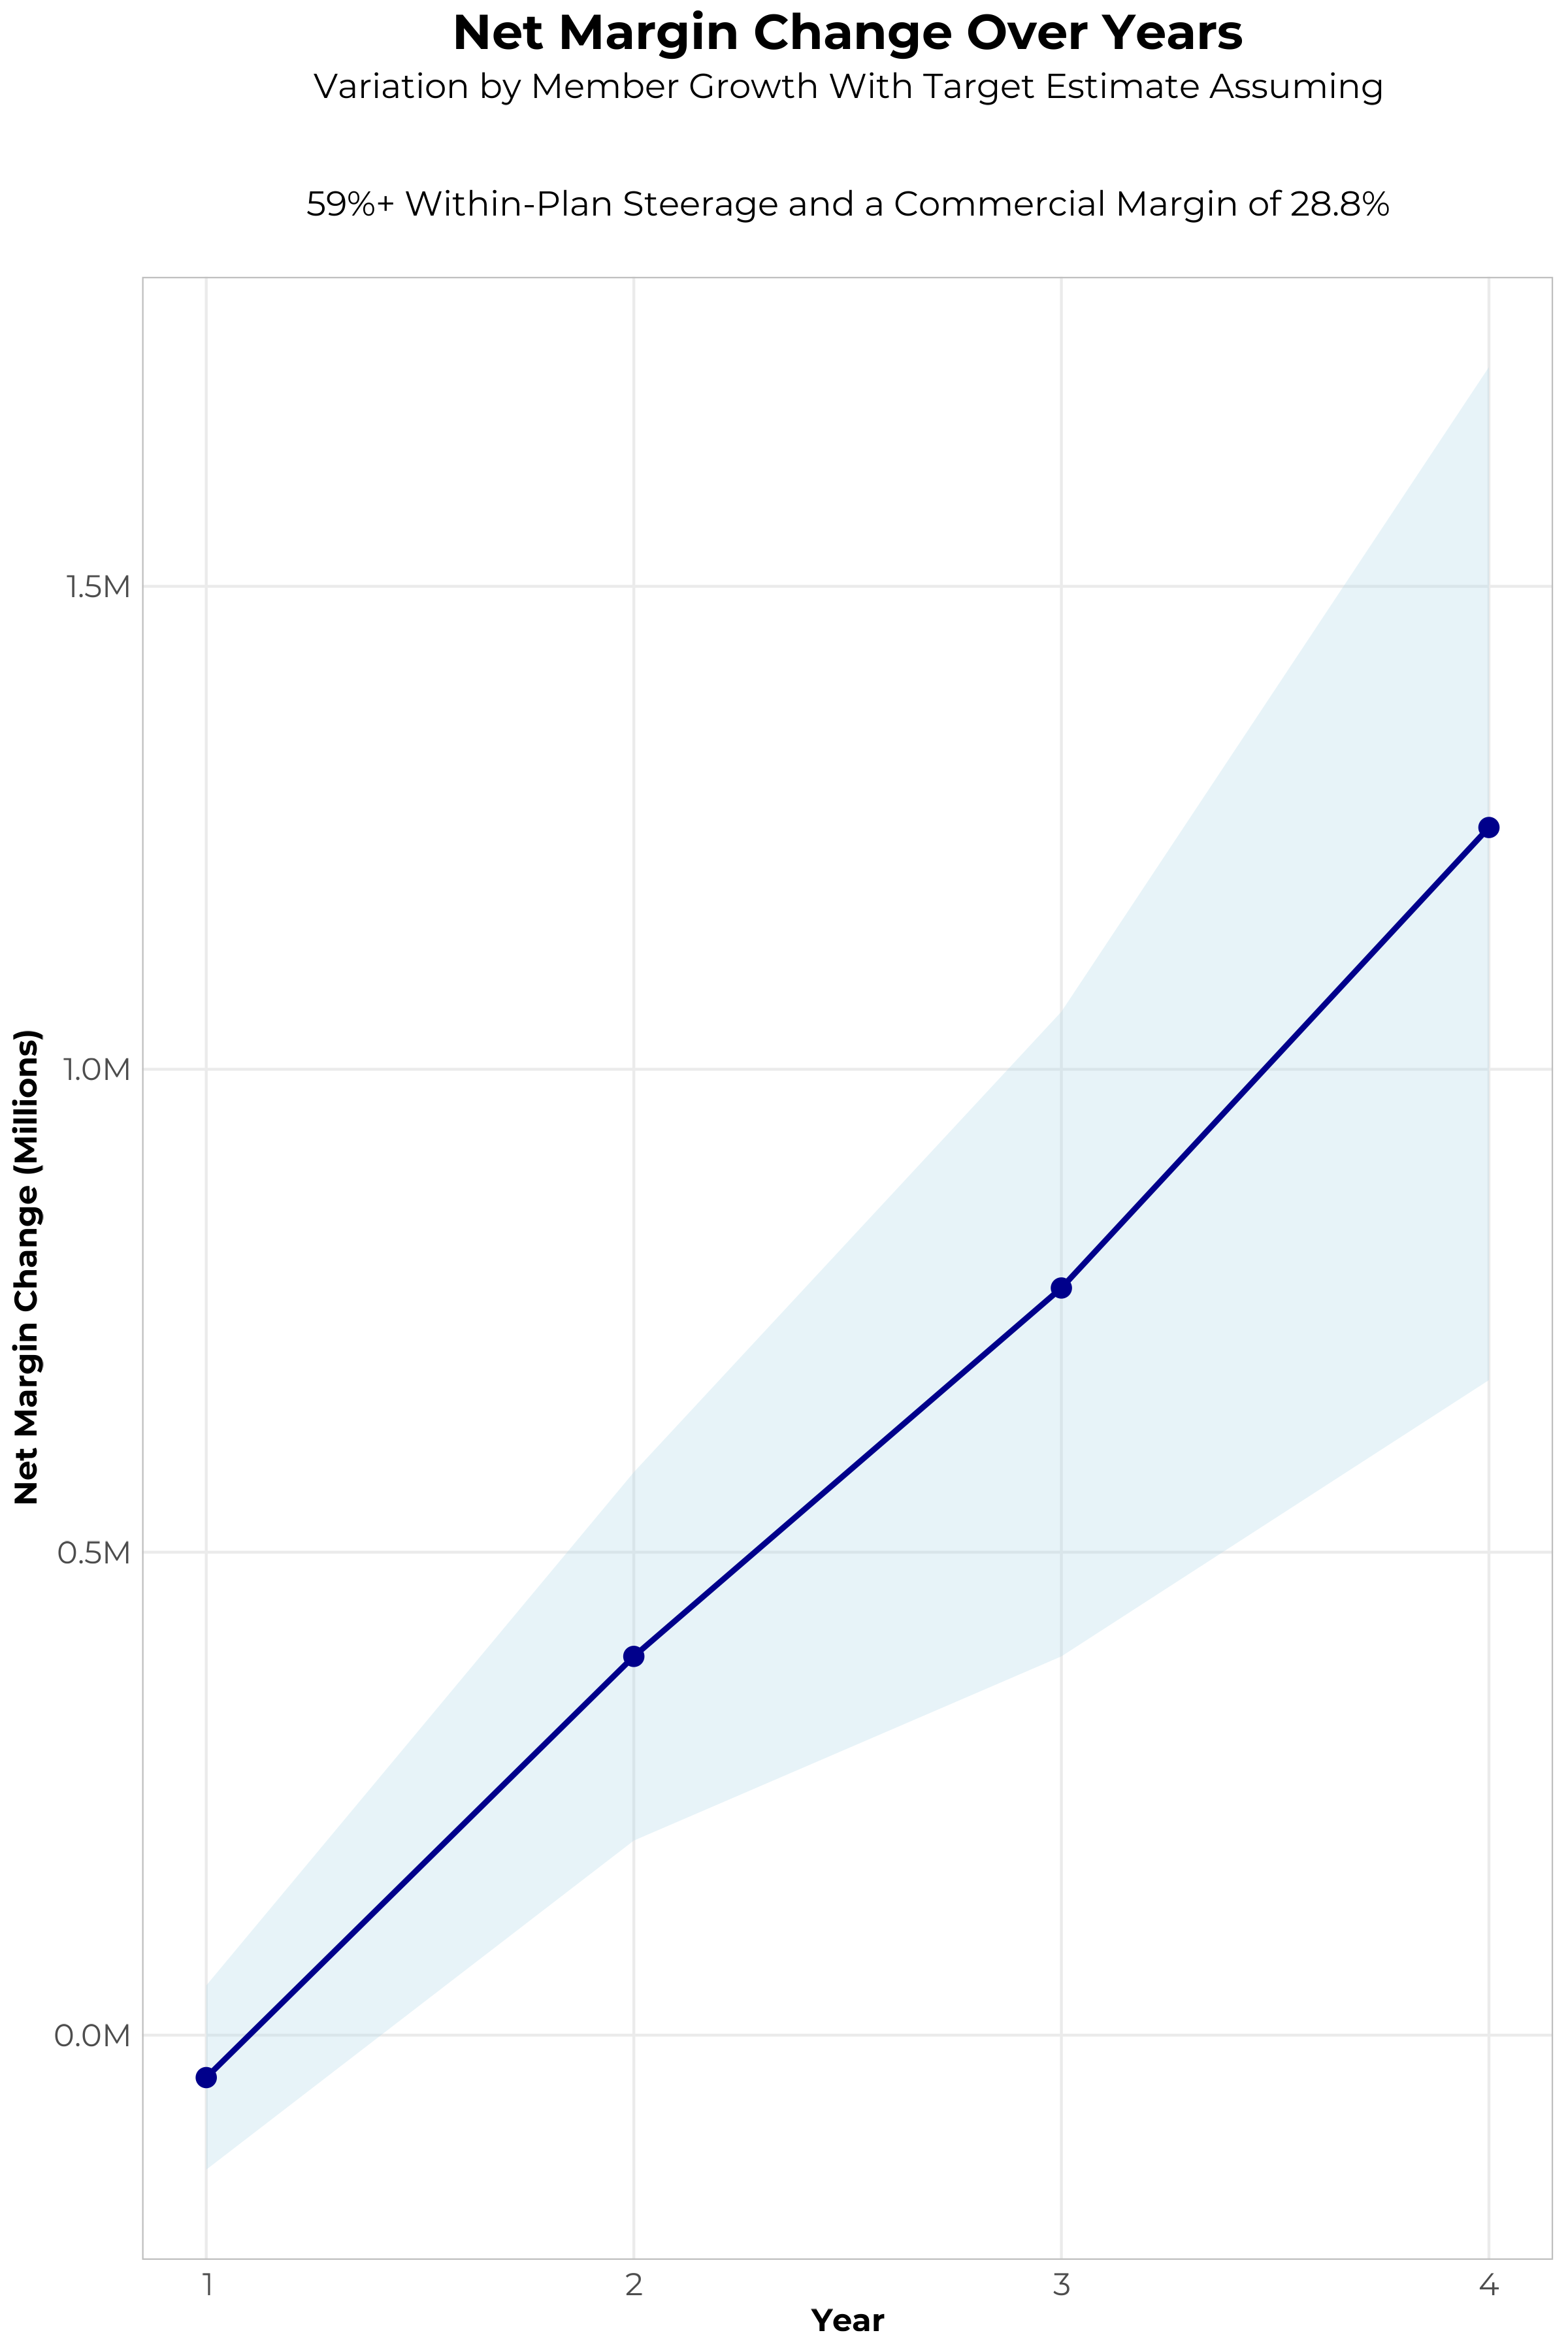 Net Margin Change Over Years
Variation by Member Growth With Target Estimate Assuming
59%+ Within-Plan Steerage and a Commercial Margin of 28.8%
Net Margin Change (Millions)
1.5M
1.0M
0.5M
0.0M
1 2 3 4
Year